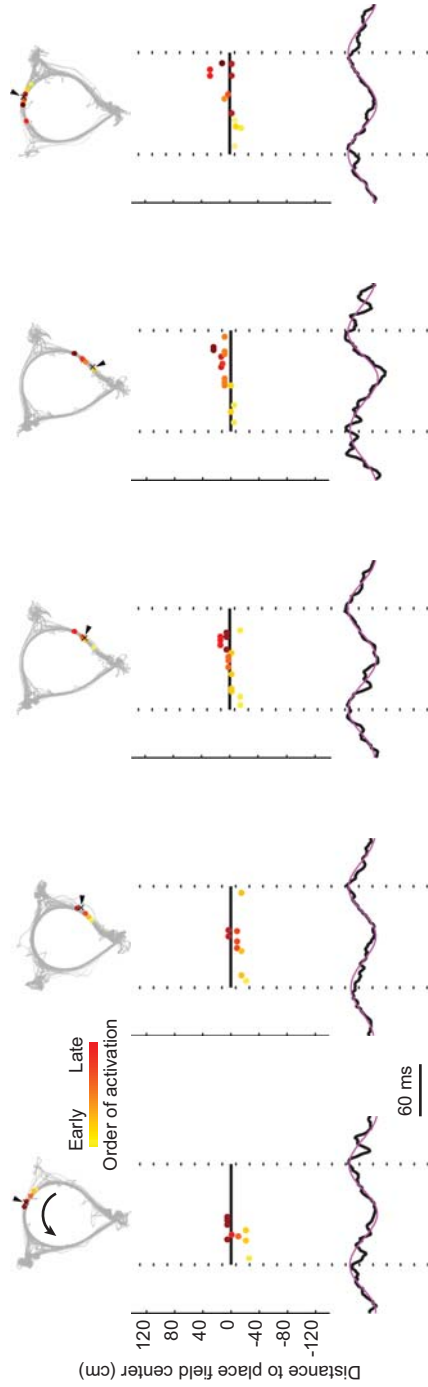 Early Late
Order of activation
Distance to place field center (cm)
120
80
40
0
-40
-80
-120
60 ms